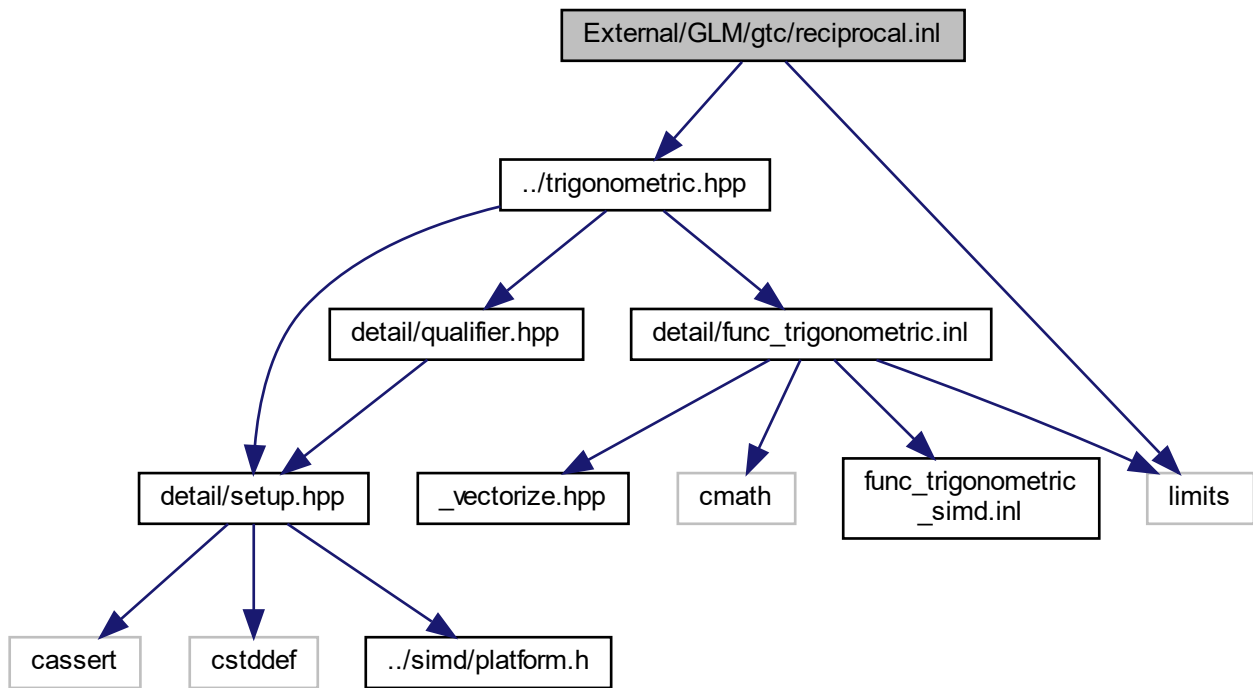 External/GLM/gtc/reciprocal.inl
../trigonometric.hpp
detail/qualifier.hpp
detail/func_trigonometric.inl
detail/setup.hpp
_vectorize.hpp
cmath
func_trigonometric
_simd.inl
limits
cassert
cstddef
../simd/platform.h